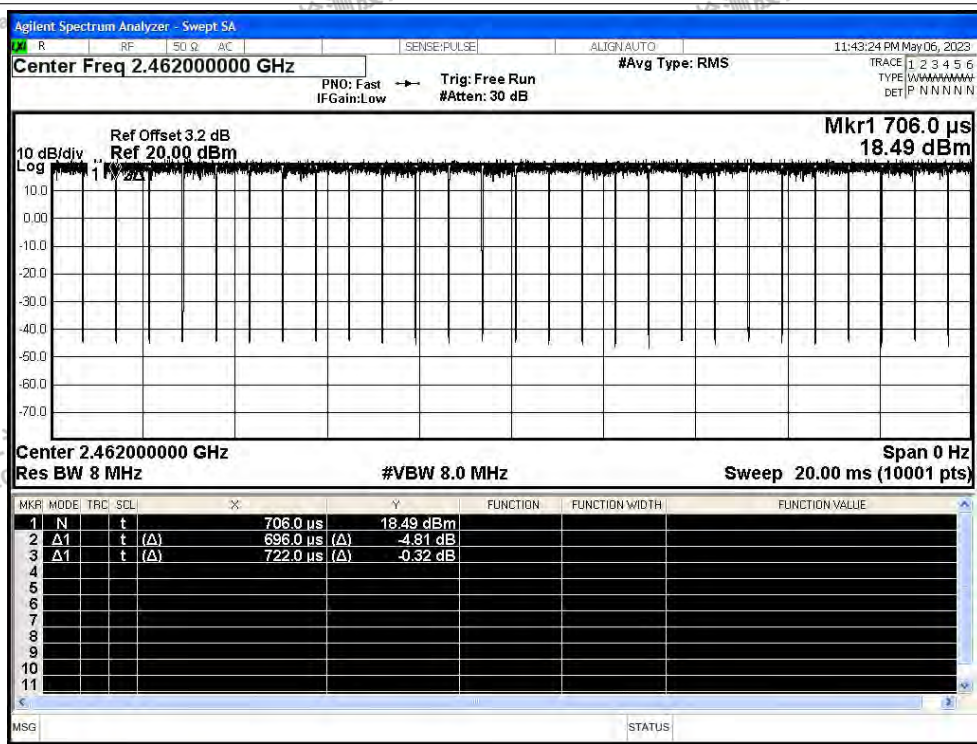 Agilent Spectrum Analyzer - Swept SA
R RF 50 Ω AC SENSE:PULSE ALIGNAUTO 11:43:24 PM May 06, 2023
Center Freq 2.462000000 GHz #Avg Type: RMS TRACE 1 2 3 4 5 6
PNO: Fast Trig: Free Run TYPE
IFGain:Low #Atten: 30 dB DET P N N N N N
Mkr1 706.0 µs
Ref Offset 3.2 dB
10 dB/div Ref 20.00 dBm 18.49 dBm
Log
1 2Δ1
10.0
0.00
-10.0
-20.0
-30.0
-40.0
-50.0
-60.0
-70.0
Center 2.462000000 GHz Span 0 Hz
Res BW 8 MHz #VBW 8.0 MHz Sweep 20.00 ms (10001 pts)
MKR MODE TRC SCL X Y FUNCTION FUNCTION WIDTH FUNCTION VALUE
1 N t 706.0 µs 18.49 dBm
2 Δ1 t (Δ) 696.0 µs (Δ) -4.81 dB
3 Δ1 t (Δ) 722.0 µs (Δ) -0.32 dB
4
5
6
7
8
9
10
11
MSG STATUS